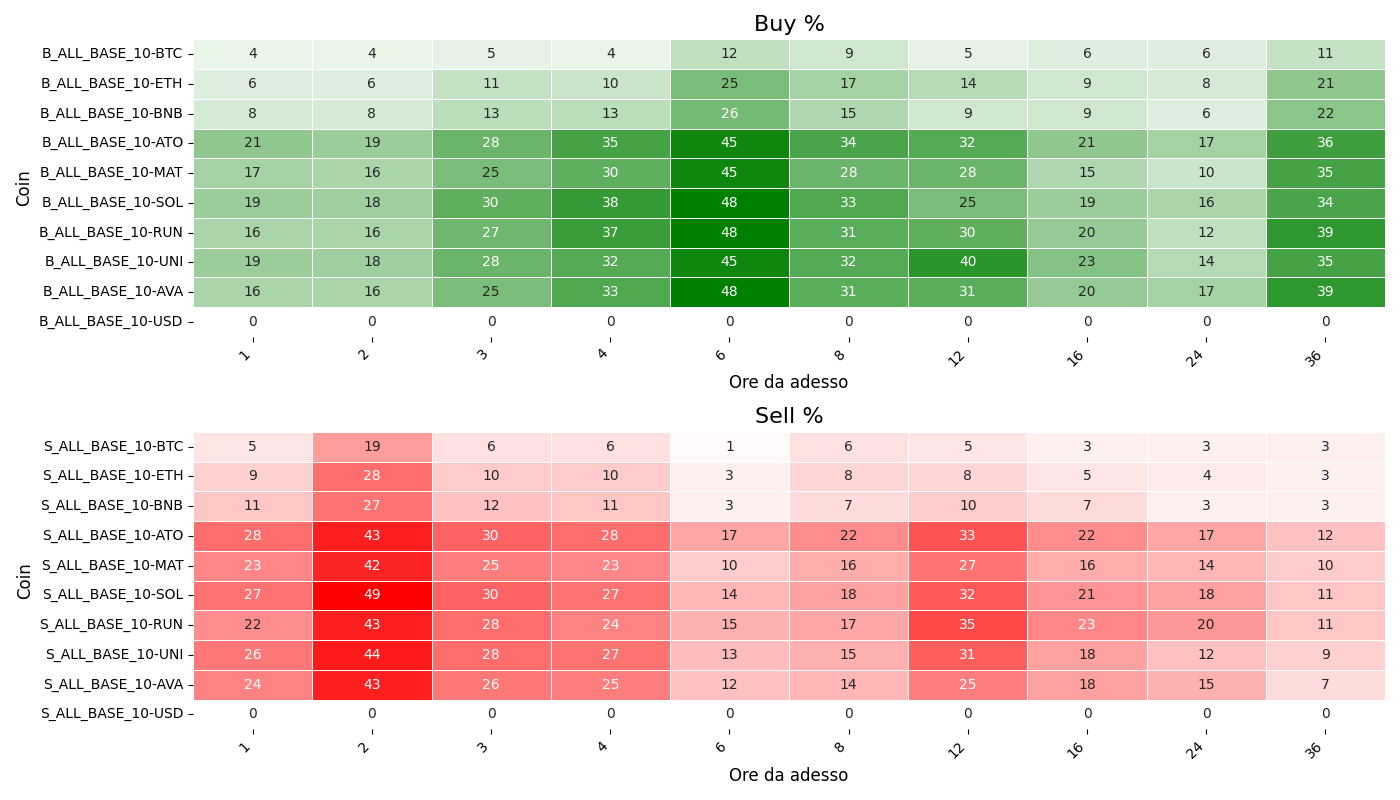 Buy %
Coin
B_ALL_BASE_10-BTC 4 4 5 4 12 9 5 6 6 11
B_ALL_BASE_10-ETH 6 6 11 10 25 17 14 9 8 21
B_ALL_BASE_10-BNB 8 8 13 13 26 15 9 9 6 22
B_ALL_BASE_10-ATO 21 19 28 35 45 34 32 21 17 36
B_ALL_BASE_10-MAT 17 16 25 30 45 28 28 15 10 35
B_ALL_BASE_10-SOL 19 18 30 38 48 33 25 19 16 34
B_ALL_BASE_10-RUN 16 16 27 37 48 31 30 20 12 39
B_ALL_BASE_10-UNI 19 18 28 32 45 32 40 23 14 35
B_ALL_BASE_10-AVA 16 16 25 33 48 31 31 20 17 39
B_ALL_BASE_10-USD 0 0 0 0 0 0 0 0 0 0
1 2 3 4 6 8 12 16 24 36
Ore da adesso
Sell %
Coin
S_ALL_BASE_10-BTC 5 19 6 6 1 6 5 3 3 3
S_ALL_BASE_10-ETH 9 28 10 10 3 8 8 5 4 3
S_ALL_BASE_10-BNB 11 27 12 11 3 7 10 7 3 3
S_ALL_BASE_10-ATO 28 43 30 28 17 22 33 22 17 12
S_ALL_BASE_10-MAT 23 42 25 23 10 16 27 16 14 10
S_ALL_BASE_10-SOL 27 49 30 27 14 18 32 21 18 11
S_ALL_BASE_10-RUN 22 43 28 24 15 17 35 23 20 11
S_ALL_BASE_10-UNI 26 44 28 27 13 15 31 18 12 9
S_ALL_BASE_10-AVA 24 43 26 25 12 14 25 18 15 7
S_ALL_BASE_10-USD 0 0 0 0 0 0 0 0 0 0
1 2 3 4 6 8 12 16 24 36
Ore da adesso